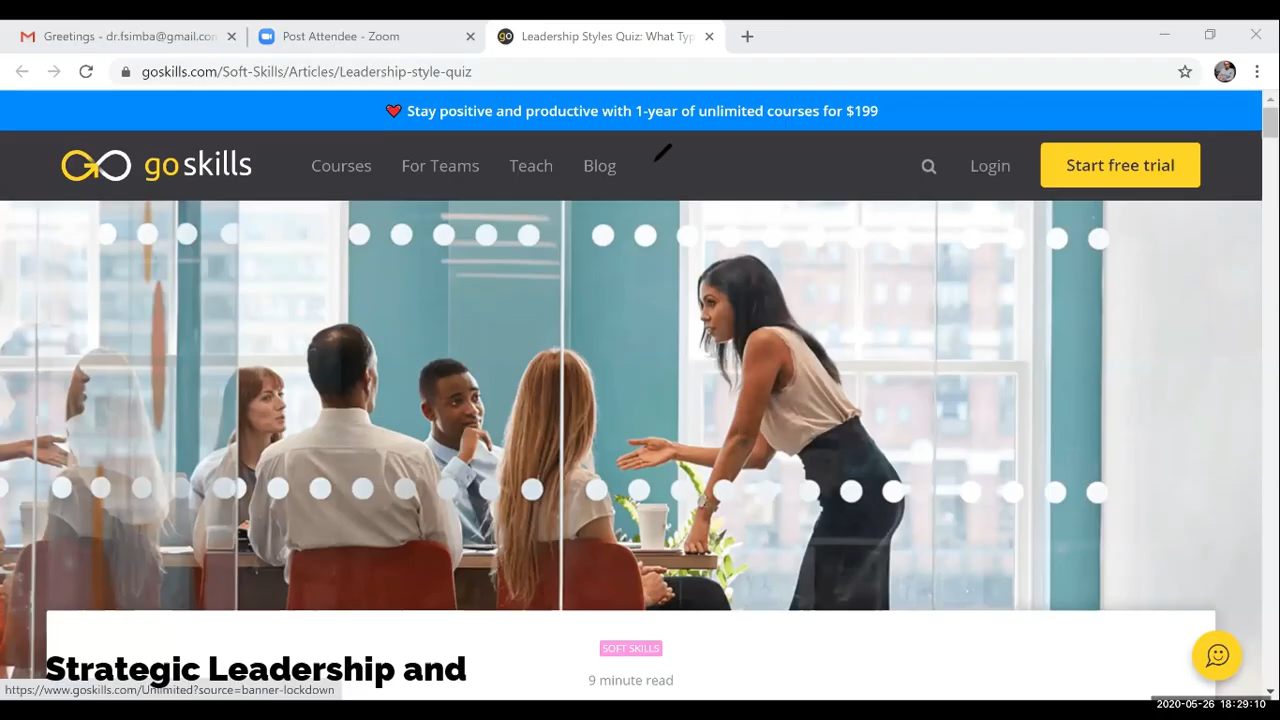 Greetings - dr.fsimba@gmail.con
Post Attendee - Zoom
Leadership Styles Quiz: What Typ
goskills.com/Soft-Skills/Articles/Leadership-style-quiz
Stay positive and productive with 1-year of unlimited courses for $199
go skills
Courses
For Teams
Teach
Blog
Login
Start free trial
SOFT SKILLS
Strategic Leadership and
9 minute read
https://www.goskills.com/Unlimited?source=banner-lockdown
2020-05-26 18:29:10